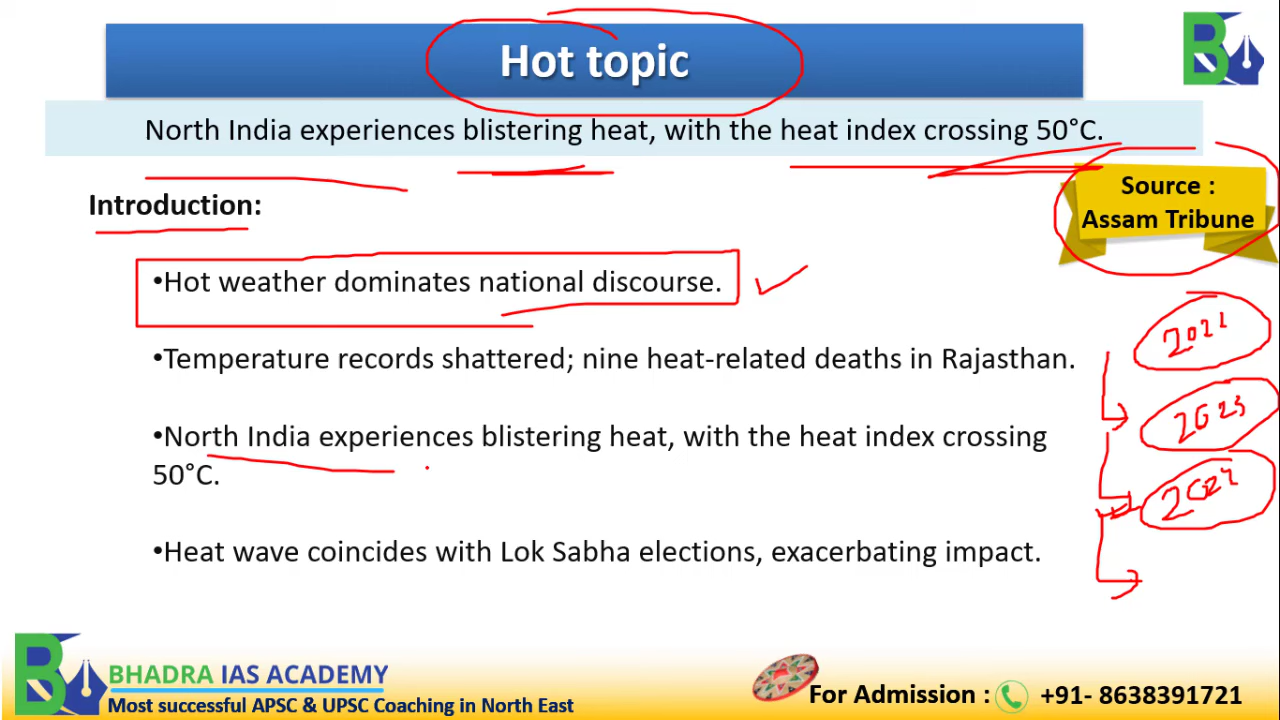 Hot topic
North India experiences blistering heat, with the heat index crossing 50°C.
Source :
Assam Tribune
Introduction:
•Hot weather dominates national discourse.
•Temperature records shattered; nine heat-related deaths in Rajasthan.
•North India experiences blistering heat, with the heat index crossing
50°C.
•Heat wave coincides with Lok Sabha elections, exacerbating impact.
2023
BHADRA IAS ACADEMY
Most successful APSC & UPSC Coaching in North East
For Admission : +91- 8638391721